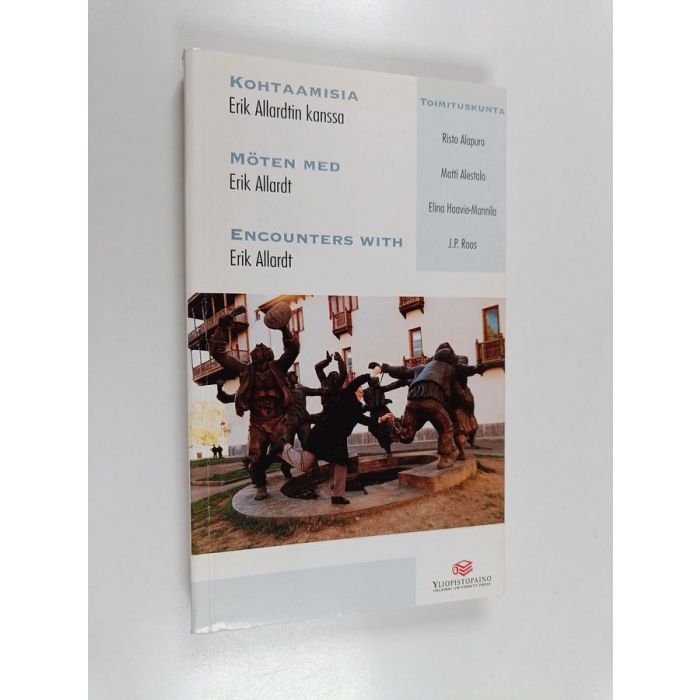 KOHTAAMISIA
Erik Allardtin kanssa
MÖTEN MED
Erik Allardt
ENCOUNTERS WITH
Erik Allardt
TOIMITUSKUNTA
Risto Alapuro
Matti Alestalo
Elina Haavio-Mannila
J.P. Roos
YLIOPISTOPAINO
HELSINKI UNIVERSITY PRESS